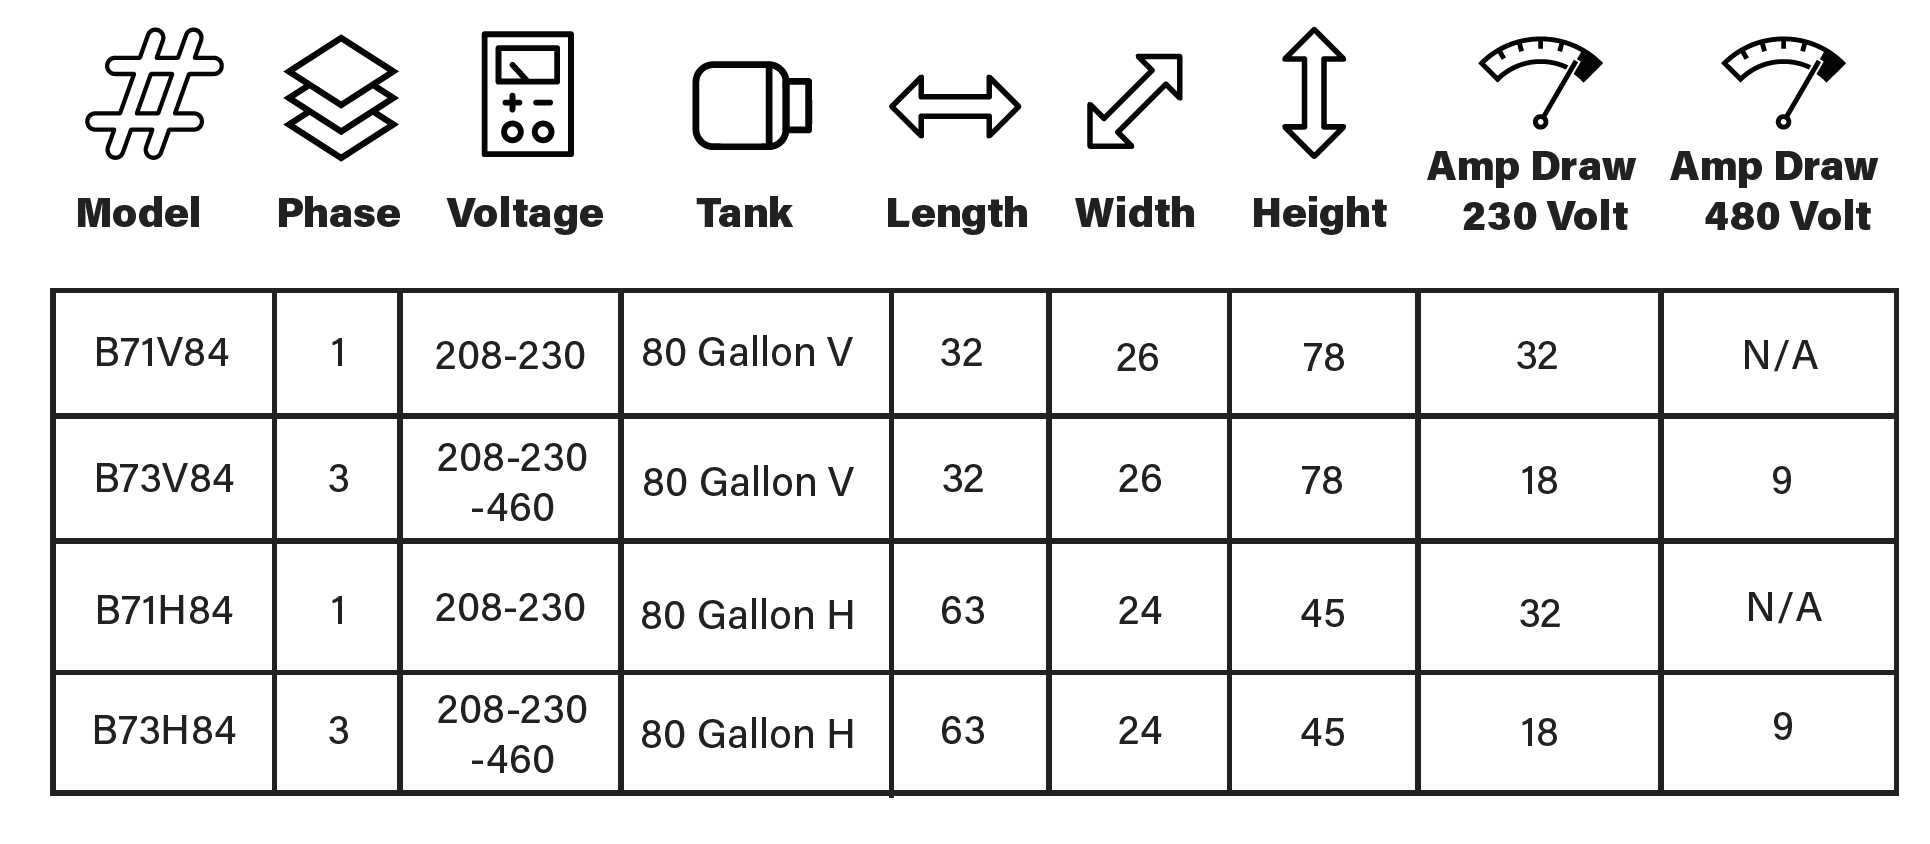 Model Phase Voltage Tank Length Width Height Amp Draw 230 Volt Amp Draw 480 Volt
B71V84 1 208-230 80 Gallon V 32 26 78 32 N/A
B73V84 3 208-230 -460 80 Gallon V 32 26 78 18 9
B71H84 1 208-230 80 Gallon H 63 24 45 32 N/A
B73H84 3 208-230 -460 80 Gallon H 63 24 45 18 9